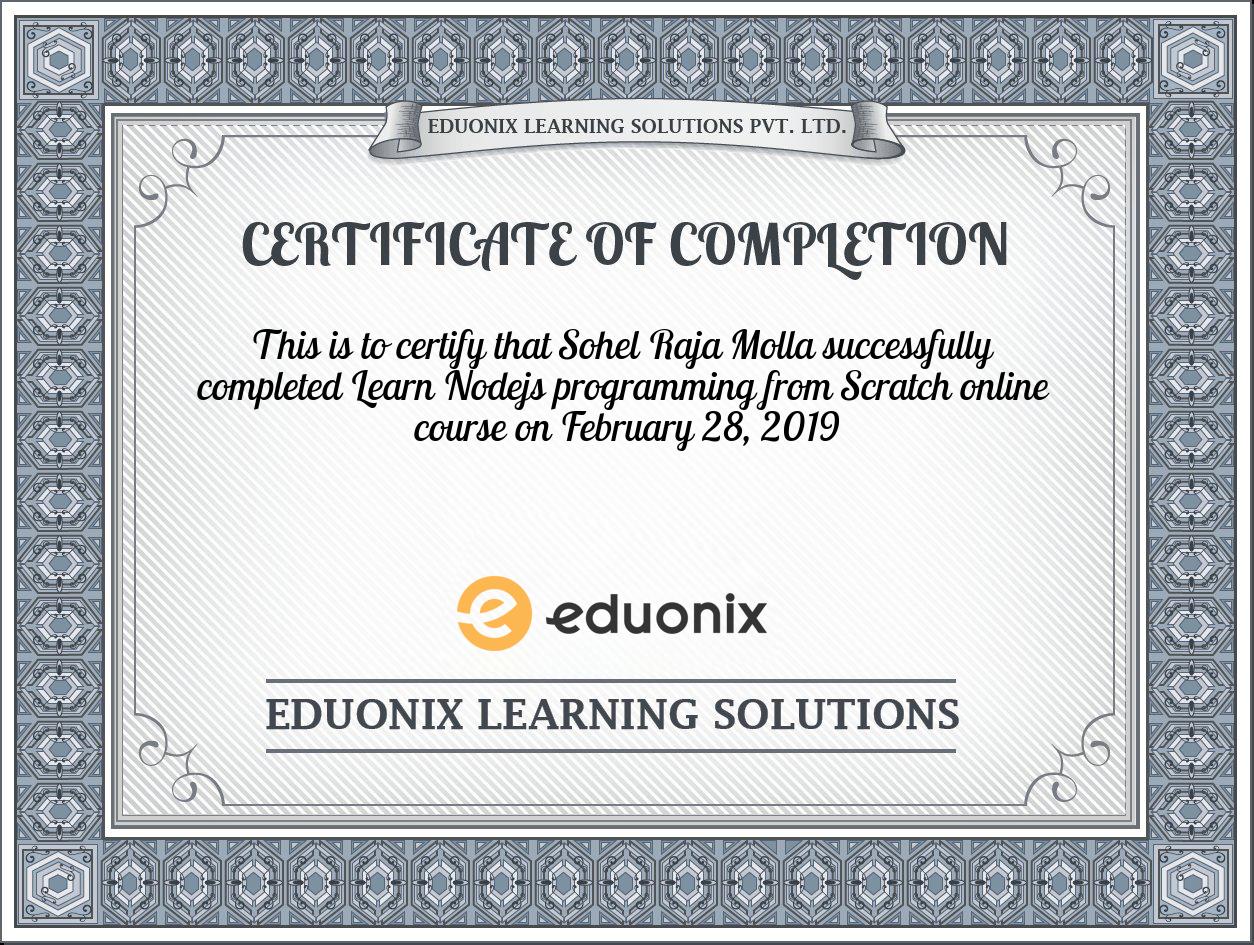 EDUONIX LEARNING SOLUTIONS PVT. LTD.
CERTIFICATE OF COMPLETION
This is to certify that Sohel Raja Molla successfully
completed Learn Nodejs programming from Scratch online
course on February 28, 2019
eduonix
EDUONIX LEARNING SOLUTIONS